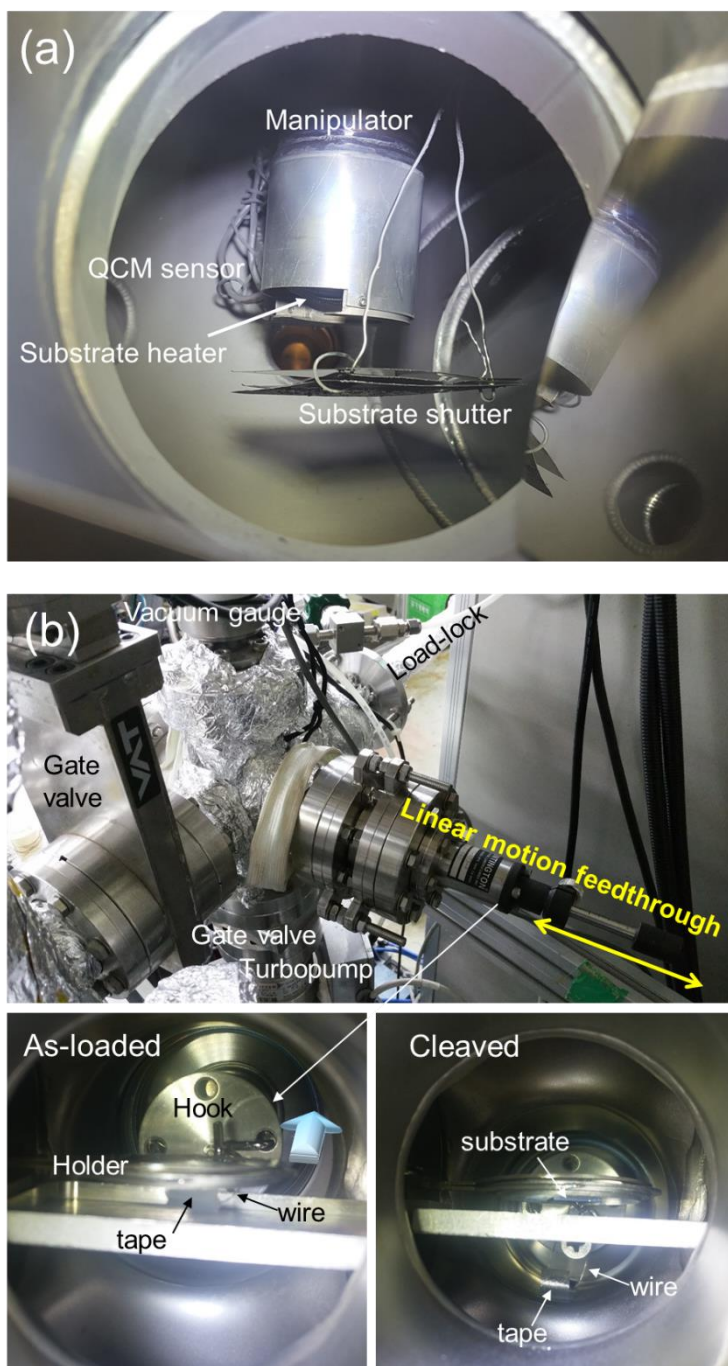 (a)
Manipulator
QCM sensor
Substrate heater
Substrate shutter
(b)
Vacuum gauge
Load-lock
VAT
Gate
valve
Linear motion feedthrough
Gate valve
Turbopump
As-loaded
Hook
Holder
tape
wire
Cleaved
substrate
wire
tape